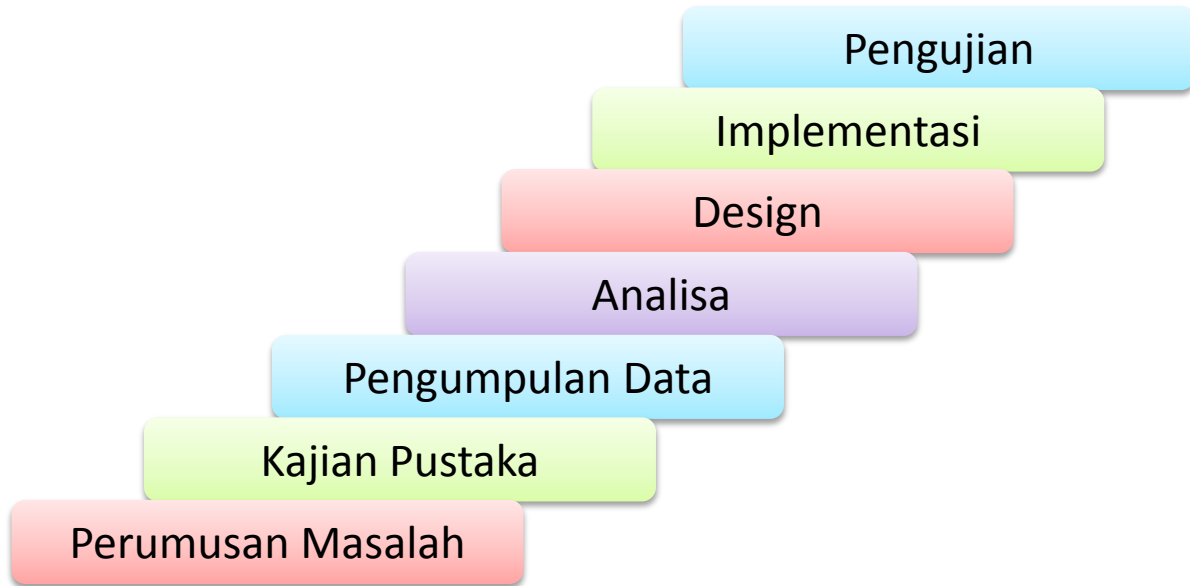 Pengujian
Implementasi
Design
Analisa
Pengumpulan Data
Kajian Pustaka
Perumusan Masalah